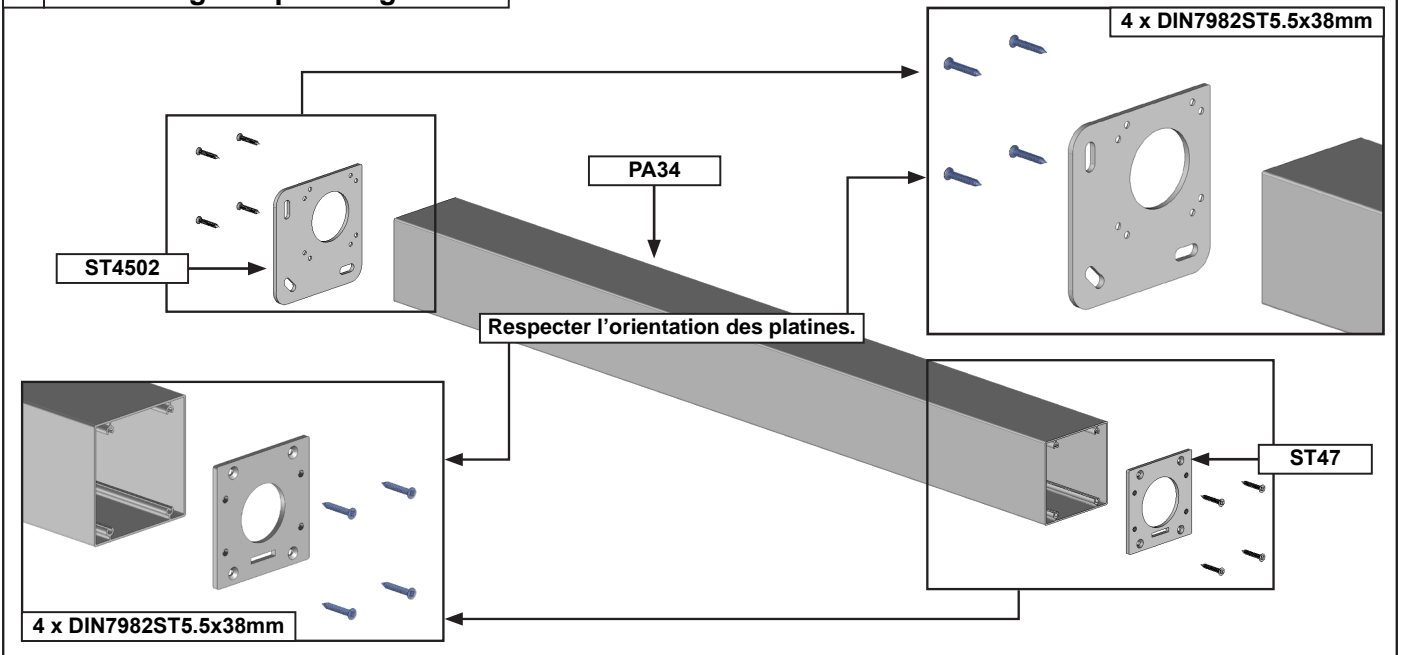 4 x DIN7982ST5.5x38mm
PA34
ST4502
Respecter l’orientation des platines.
ST47
4 x DIN7982ST5.5x38mm